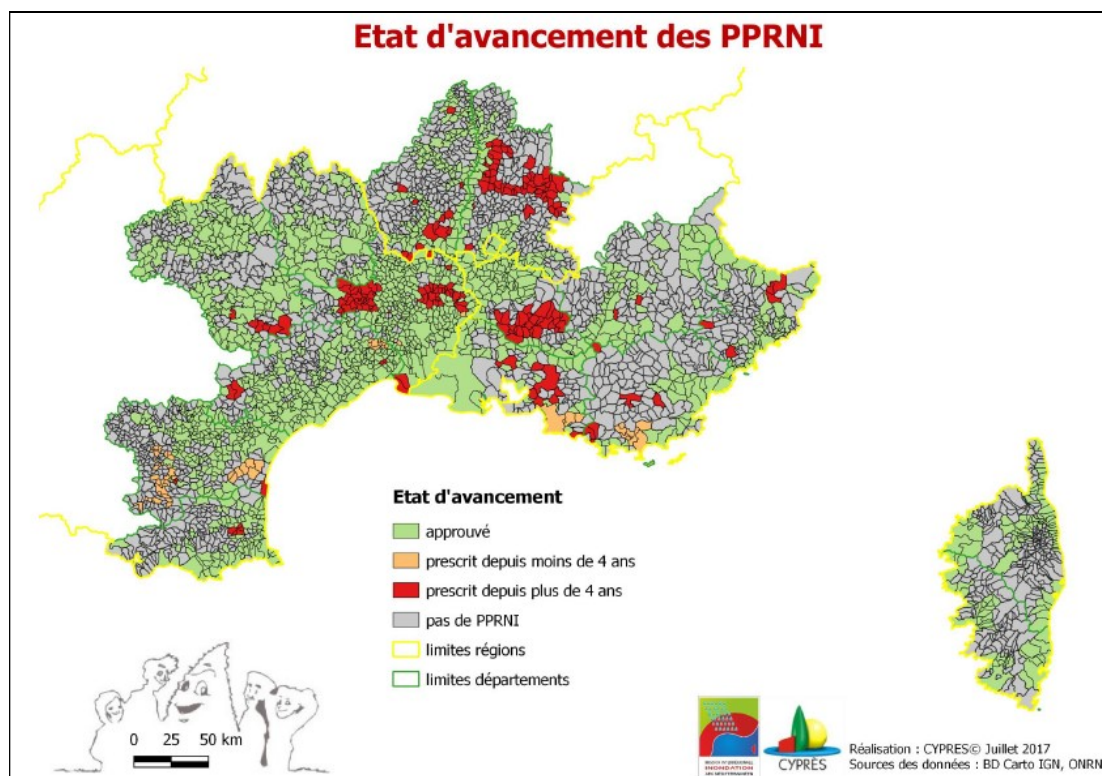 Etat d'avancement des PPRNI
Etat d'avancement
approuvé
prescrit depuis moins de 4 ans
prescrit depuis plus de 4 ans
pas de PPRNI
limites régions
limites départements
0 25 50 km
INONDATION
CYPRÈS
Réalisation : CYPRES© Juillet 2017
Sources des données : BD Carto IGN, ONRN